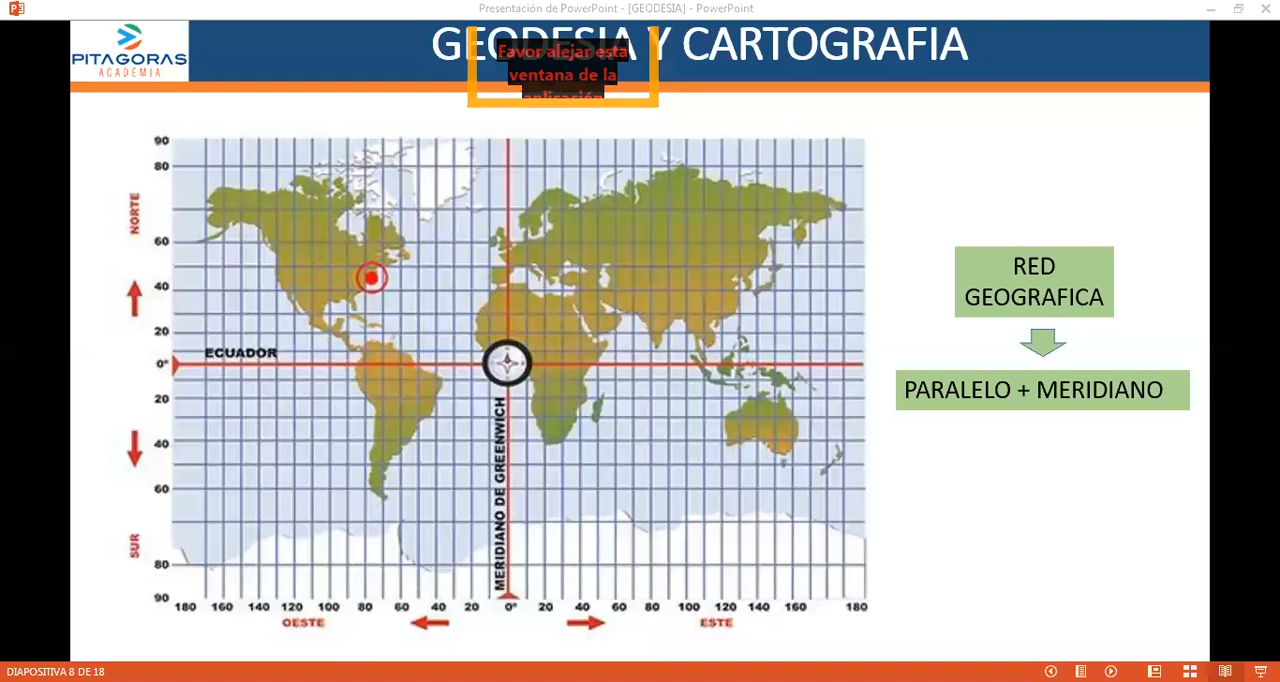 Presentación de PowerPoint - [GEODESIA] - PowerPoint
PITAGORAS
ACADEMIA
GEODESIA Y CARTOGRAFIA
Favor alejar esta
ventana de la
aplicación
90
80
NORTE
60
40
20
ECUADOR
0°
20
40
60
SUR
80
90
MERIDIANO DE GREENWICH
180 160 140 120 100 80 60 40 20 0° 20 40 60 80 100 120 140 160 180
OESTE
ESTE
RED
GEOGRAFICA
PARALELO + MERIDIANO
DIAPOSITIVA 8 DE 18